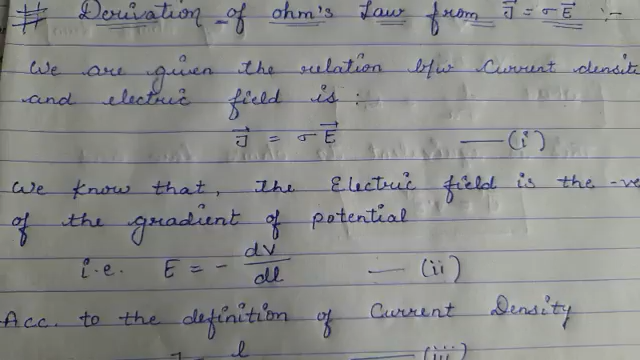 # Derivation of ohm's Law from J⃗ = σE⃗ :-
We are given the relation b/w current densit
and electric field is :
J⃗ = σE⃗ —(i)
We know that, the Electric field is the -ve
of the gradient of potential
i.e. E = - dV/dl — (ii)
Acc. to the definition of Current Density
— (iii)